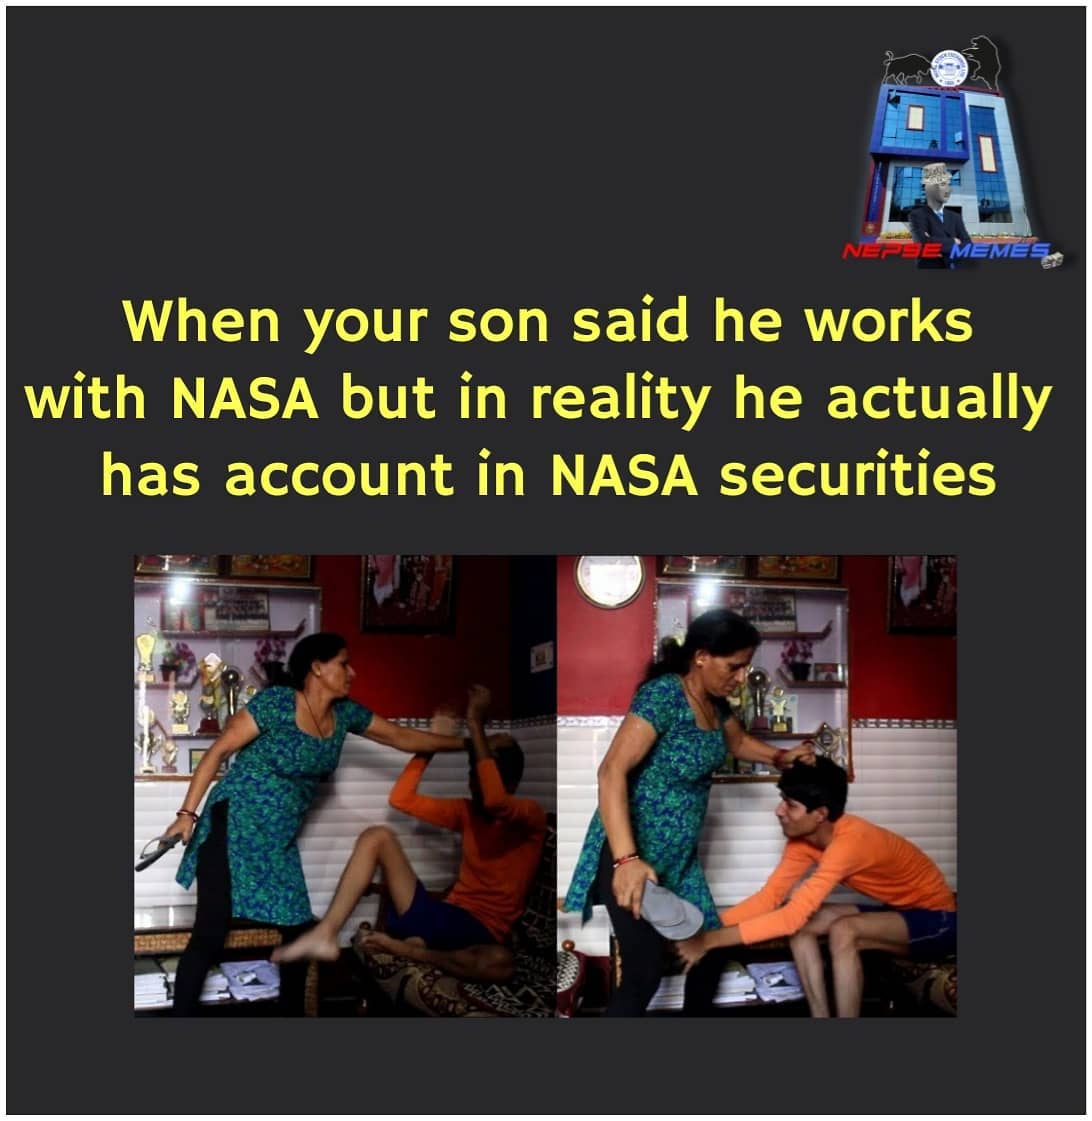 NEPSE MEMES
When your son said he works
with NASA but in reality he actually
has account in NASA securities